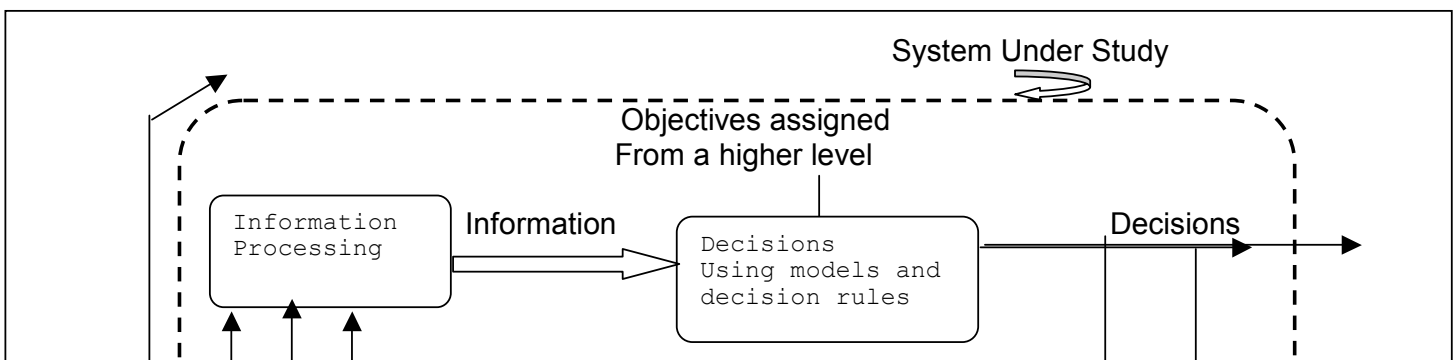 System Under Study
Objectives assigned
From a higher level
Information
Processing
Information
Decisions
Using models and
decision rules
Decisions